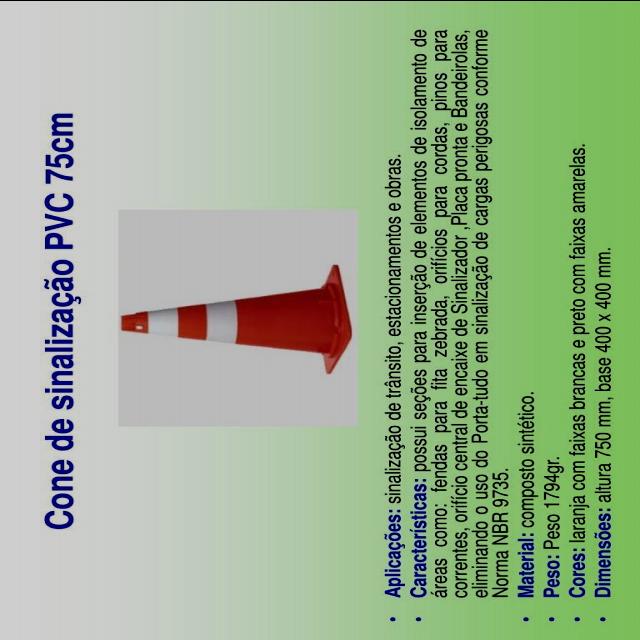 Cone de sinalização PVC 75cm
• Aplicações: sinalização de trânsito, estacionamentos e obras.
• Características: possui seções para inserção de elementos de isolamento de
áreas como: fendas para fita zebrada, orifícios para cordas, pinos para
correntes, orifício central de encaixe de Sinalizador ,Placa pronta e Bandeirolas,
eliminando o uso do Porta-tudo em sinalização de cargas perigosas conforme
Norma NBR 9735.
• Material: composto sintético.
• Peso: Peso 1794gr.
• Cores: laranja com faixas brancas e preto com faixas amarelas.
• Dimensões: altura 750 mm, base 400 x 400 mm.